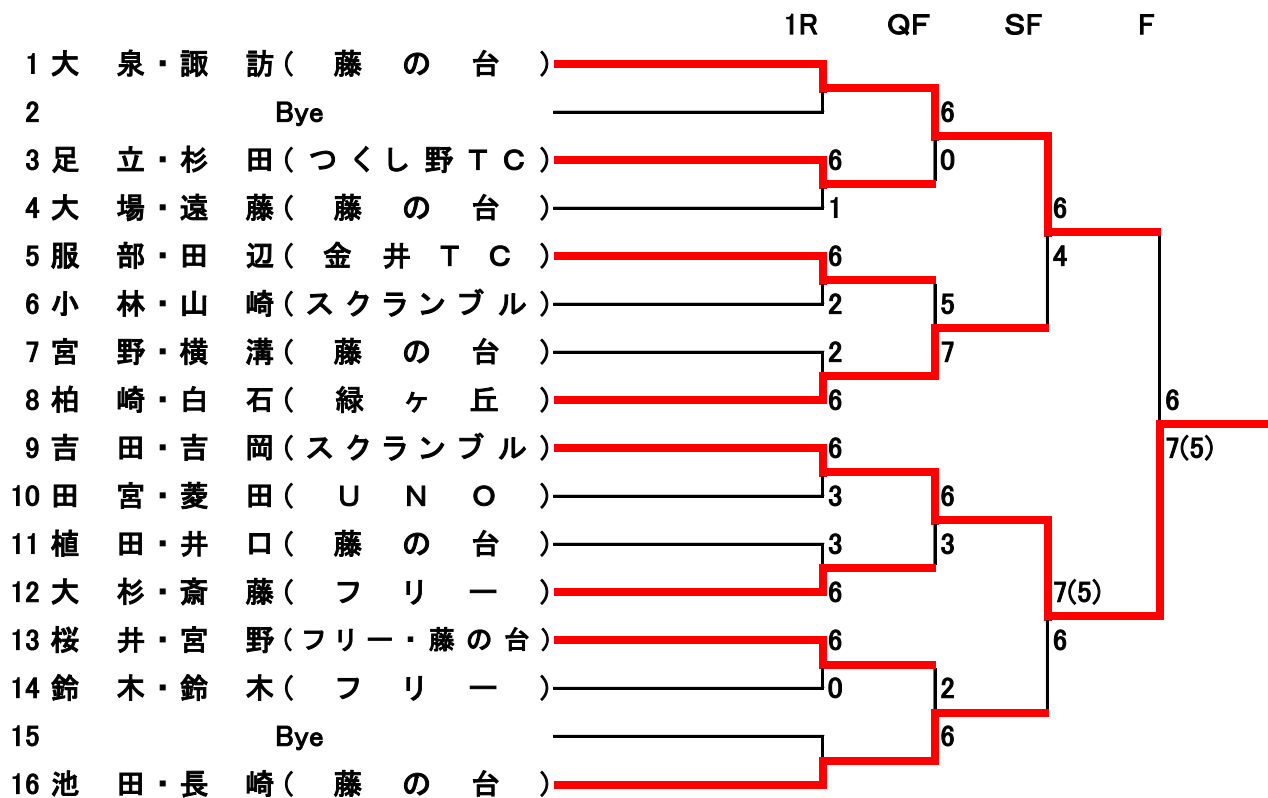 1R QF SF F
1 大 泉・諏 訪( 藤 の 台 )
2 Bye 6
3 足 立・杉 田( つ く し 野 T C ) 6 0
4 大 場・遠 藤( 藤 の 台 ) 1 6
5 服 部・田 辺( 金 井 T C ) 6 4
6 小 林・山 崎( ス ク ラ ン ブ ル ) 2 5
7 宮 野・横 溝( 藤 の 台 ) 2 7
8 柏 崎・白 石( 緑 ヶ 丘 ) 6 6
9 吉 田・吉 岡( ス ク ラ ン ブ ル ) 6 7(5)
10 田 宮・菱 田( U N O ) 3 6
11 植 田・井 口( 藤 の 台 ) 3 3
12 大 杉・斎 藤( フ リ ー ) 6 7(5)
13 桜 井・宮 野( フ リ ー ・ 藤 の 台 ) 6 6
14 鈴 木・鈴 木( フ リ ー ) 0 2
15 Bye 6
16 池 田・長 崎( 藤 の 台 )